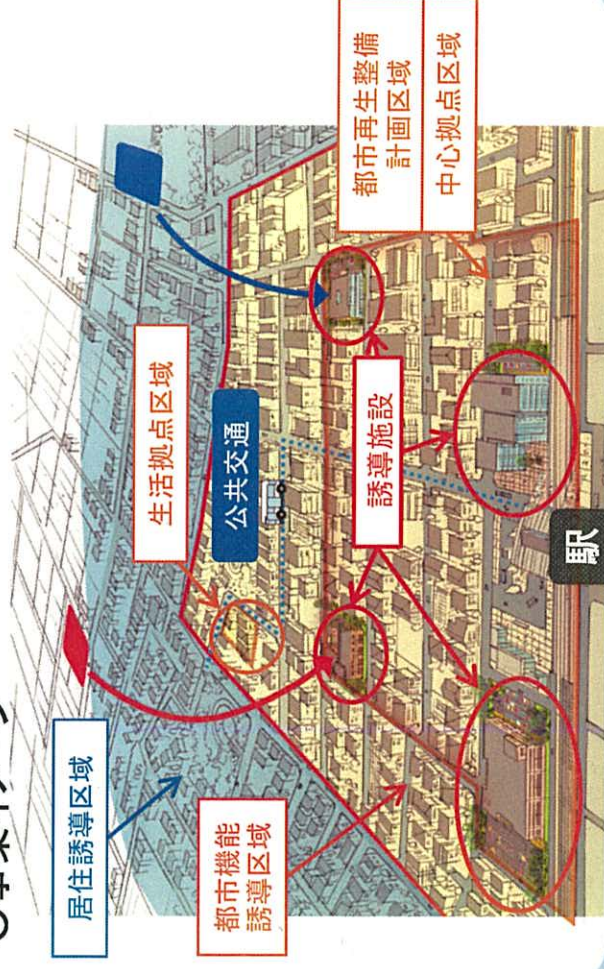 居住誘導区域
都市機能
誘導区域
生活拠点区域
公共交通
誘導施設
都市再生整備
計画区域
中心拠点区域
駅